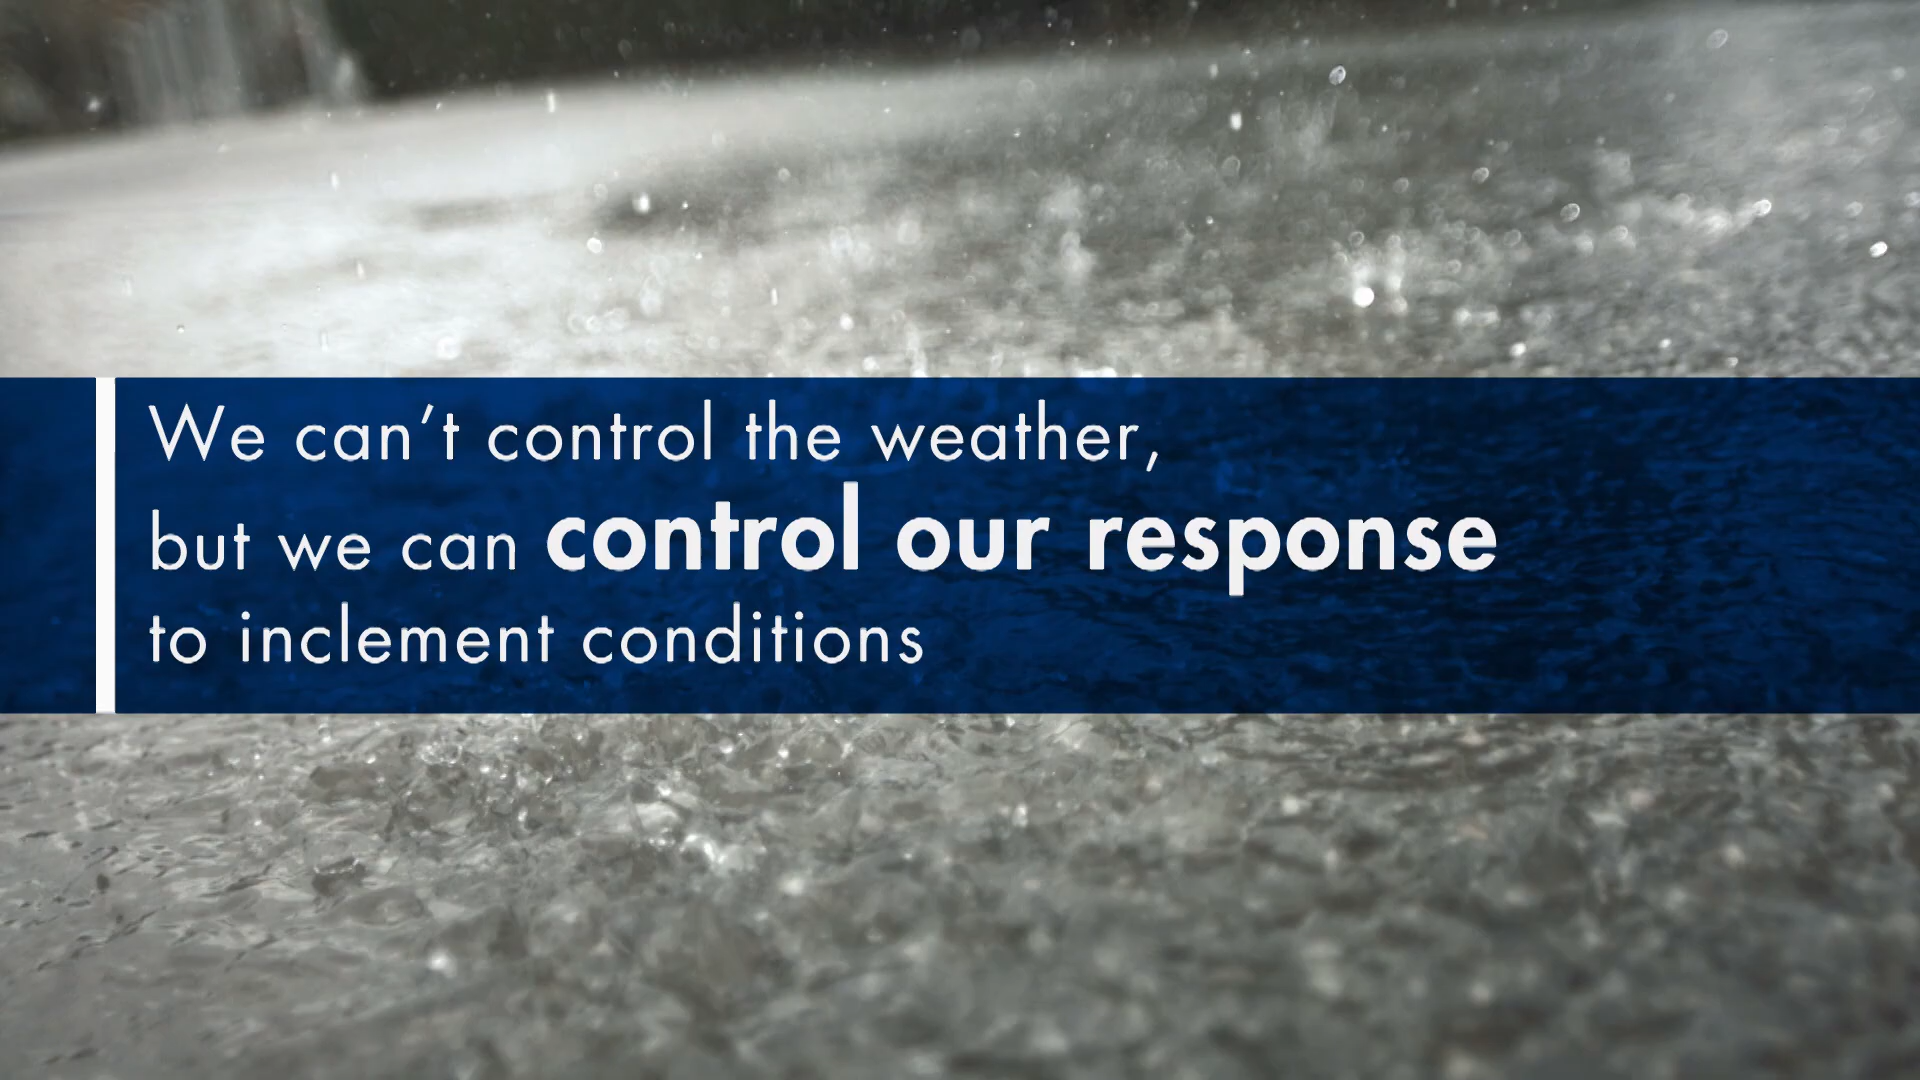 We can’t control the weather,
but we can control our response
to inclement conditions